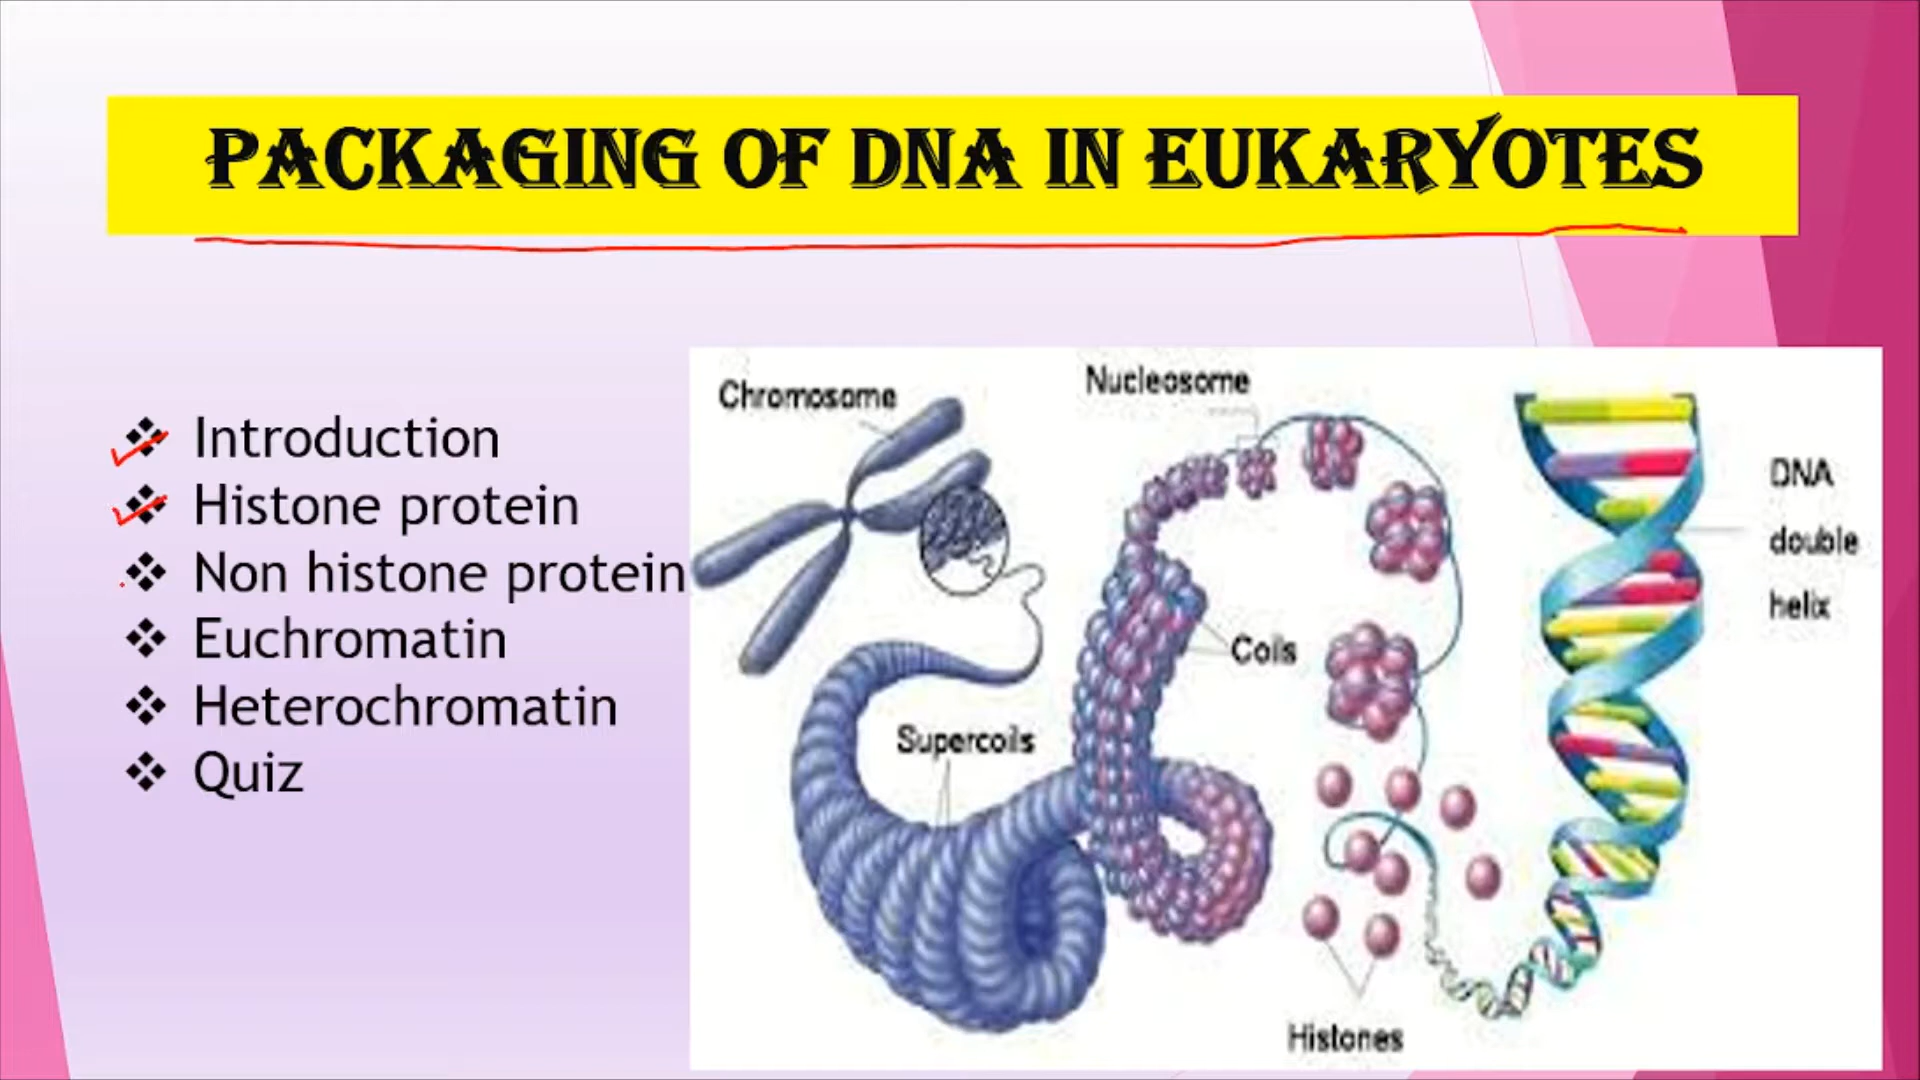 PACKAGING OF DNA IN EUKARYOTES
Introduction
Histone protein
Non histone protein
Euchromatin
Heterochromatin
Quiz
Chromosome
Nucleosome
Coils
Supercoils
DNA
double
helix
Histones